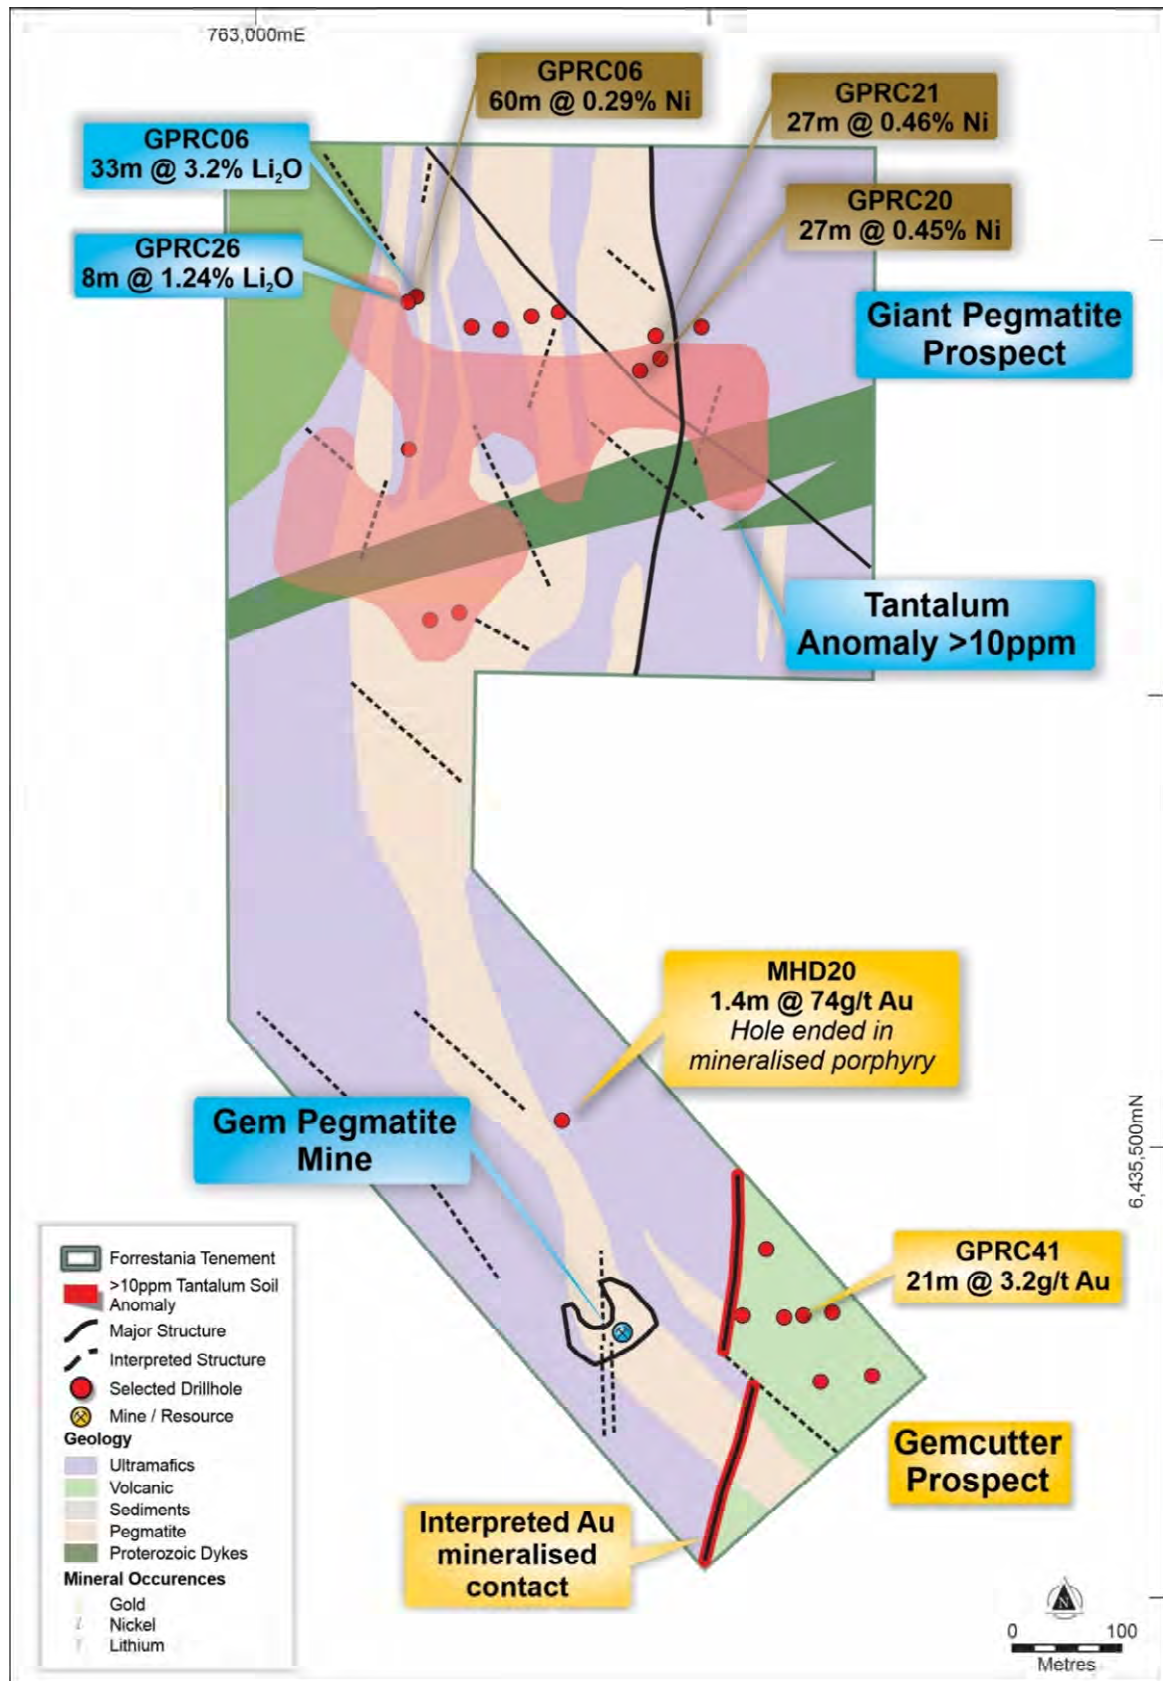 763,000mE
GPRC06
60m @ 0.29% Ni
GPRC21
27m @ 0.46% Ni
GPRC06
33m @ 3.2% Li₂O
GPRC20
27m @ 0.45% Ni
GPRC26
8m @ 1.24% Li₂O
Giant Pegmatite
Prospect
Tantalum
Anomaly >10ppm
MHD20
1.4m @ 74g/t Au
Hole ended in
mineralised porphyry
Gem Pegmatite
Mine
6,435,500mN
GPRC41
21m @ 3.2g/t Au
Gemcutter
Prospect
Interpreted Au
mineralised
contact
Forrestania Tenement
>10ppm Tantalum Soil
Anomaly
Major Structure
Interpreted Structure
Selected Drillhole
Mine / Resource
Geology
Ultramafics
Volcanic
Sediments
Pegmatite
Proterozoic Dykes
Mineral Occurences
Gold
Nickel
Lithium
N
0 100
Metres